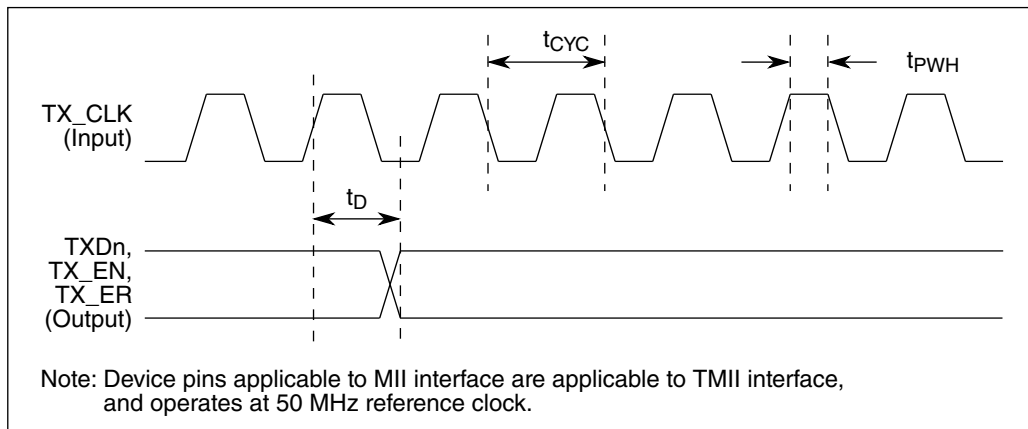 tCYC
tPWH
TX_CLK
(Input)
tD
TXDn,
TX_EN,
TX_ER
(Output)
Note: Device pins applicable to MII interface are applicable to TMII interface,
and operates at 50 MHz reference clock.